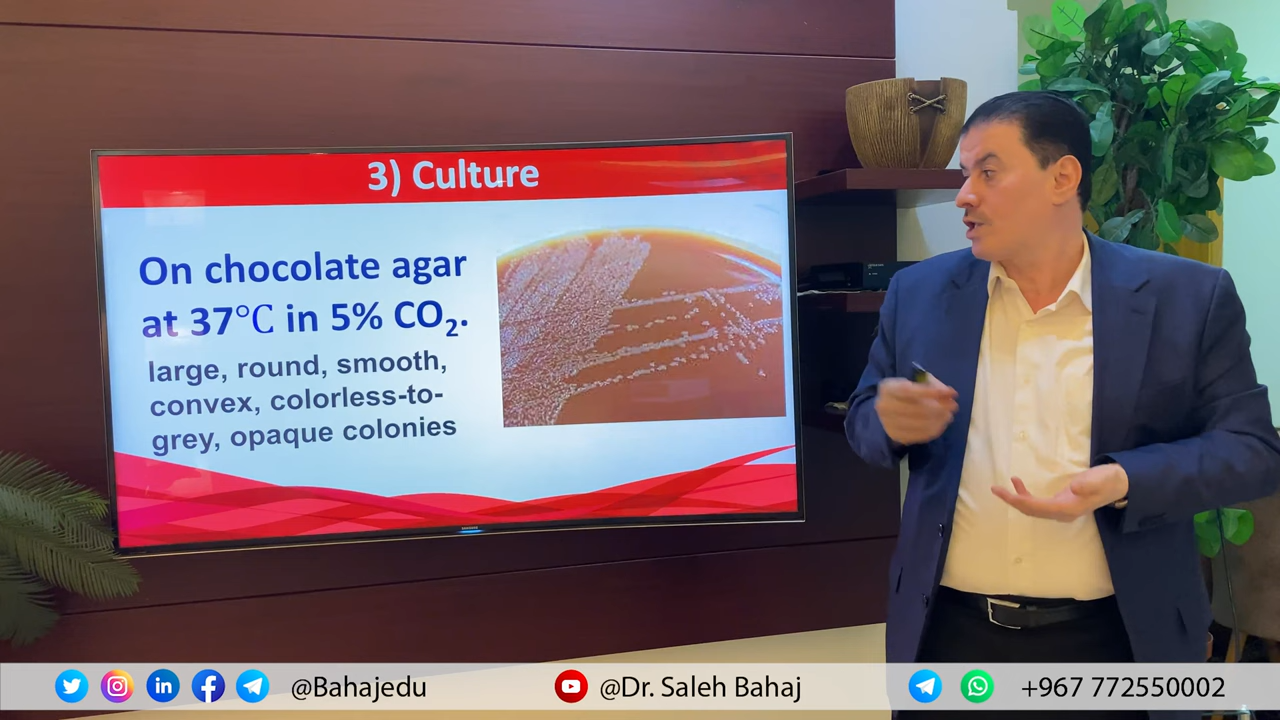 3) Culture
On chocolate agar
at 37°C in 5% CO₂.
large, round, smooth,
convex, colorless-to-
grey, opaque colonies
SAMSUNG
@Bahajedu
@Dr. Saleh Bahaj
+967 772550002